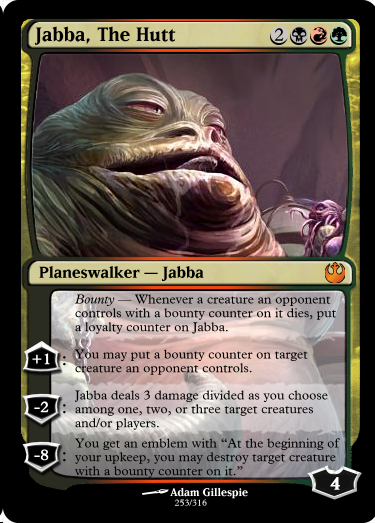 Jabba, The Hutt 2
Planeswalker — Jabba
Bounty — Whenever a creature an opponent
controls with a bounty counter on it dies, put
a loyalty counter on Jabba.
+1: You may put a bounty counter on target
creature an opponent controls.
-2: Jabba deals 3 damage divided as you choose
among one, two, or three target creatures
and/or players.
-8: You get an emblem with “At the beginning of
your upkeep, you may destroy target creature
with a bounty counter on it.”
4
Adam Gillespie
253/316